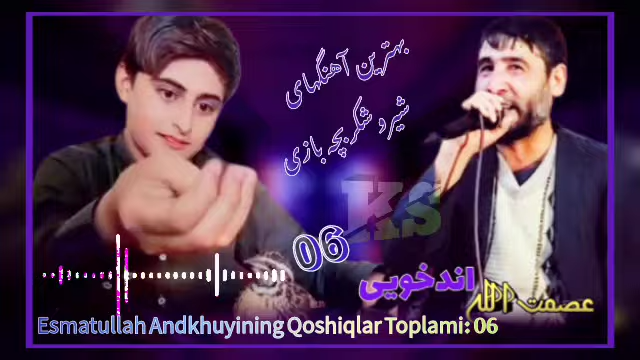 بهترین آهنگهای
شیر و شکر بچه بازی
KS
06
عصمت الله اندخویی
Esmatullah Andkhuyining Qoshiqlar Toplami: 06